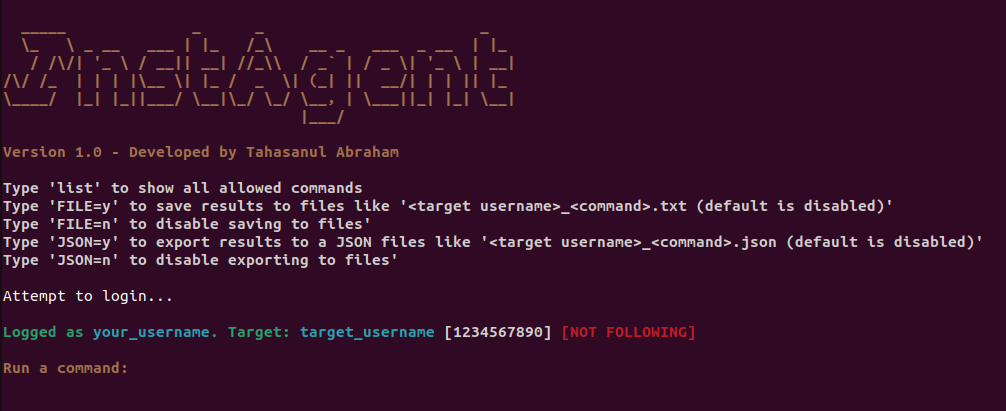 InstAgent
Version 1.0 - Developed by Tahasanul Abraham
Type 'list' to show all allowed commands
Type 'FILE=y' to save results to files like '<target username>_<command>.txt (default is disabled)'
Type 'FILE=n' to disable saving to files'
Type 'JSON=y' to export results to a JSON files like '<target username>_<command>.json (default is disabled)'
Type 'JSON=n' to disable exporting to files'
Attempt to login...
Logged as your_username. Target: target_username [1234567890] [NOT FOLLOWING]
Run a command: